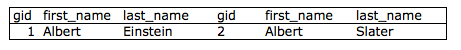 gid first_name last_name gid first_name last_name
1 Albert Einstein 2 Albert Slater